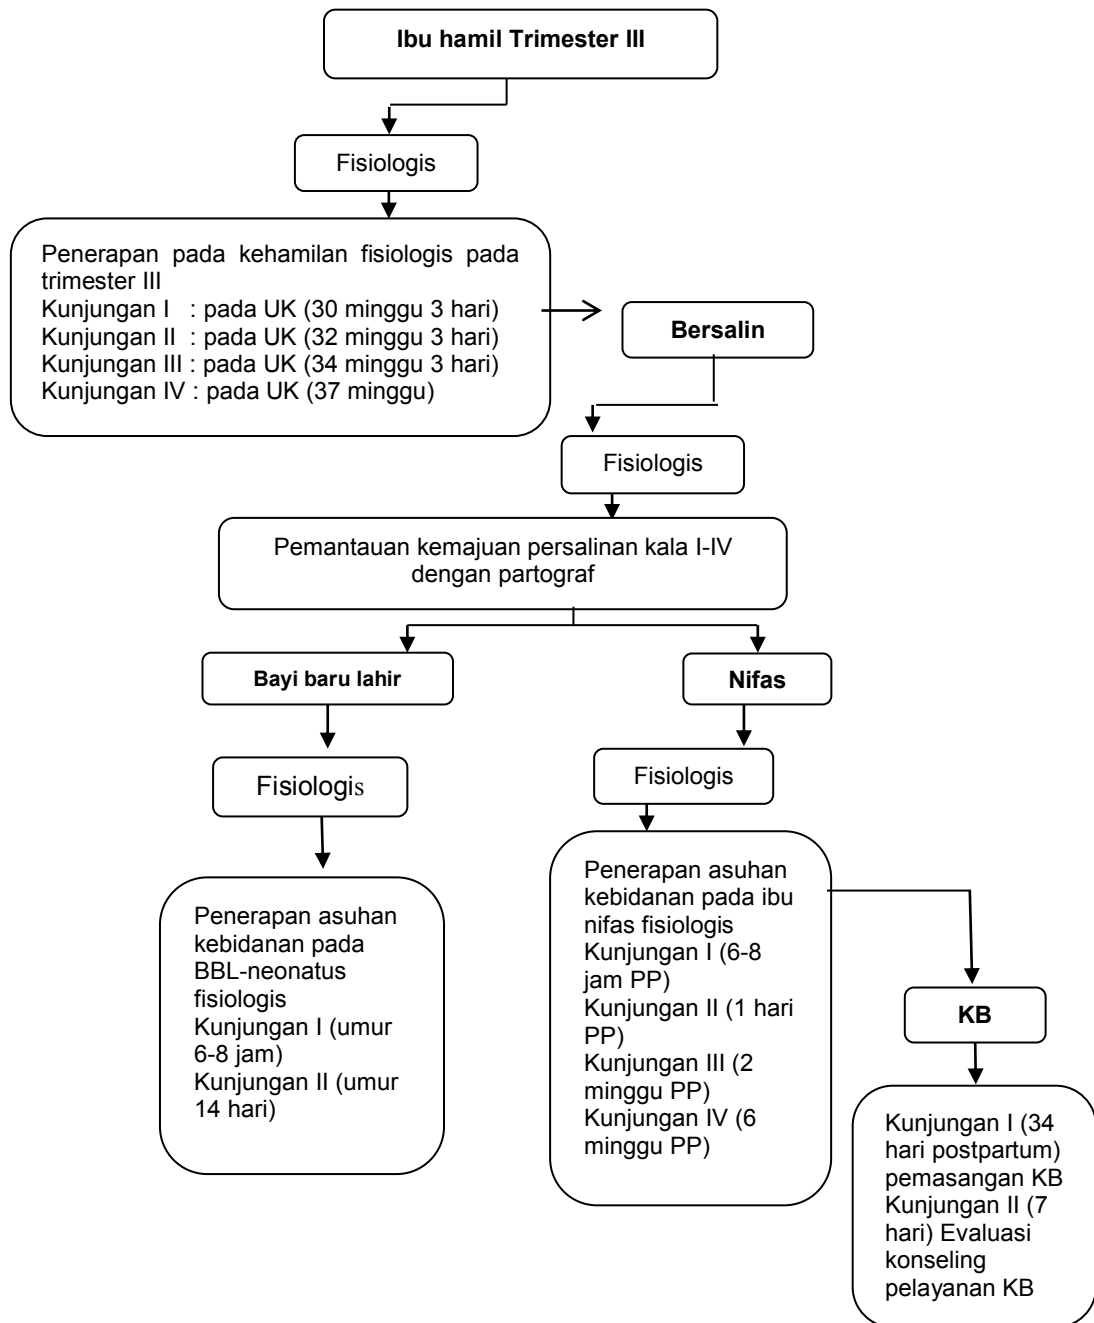 Ibu hamil Trimester III
Fisiologis
Penerapan pada kehamilan fisiologis pada
trimester III
Kunjungan I : pada UK (30 minggu 3 hari)
Kunjungan II : pada UK (32 minggu 3 hari)
Kunjungan III : pada UK (34 minggu 3 hari)
Kunjungan IV : pada UK (37 minggu)
Bersalin
Fisiologis
Pemantauan kemajuan persalinan kala I-IV
dengan partograf
Bayi baru lahir
Nifas
Fisiologis
Fisiologis
Penerapan asuhan
kebidanan pada
BBL-neonatus
fisiologis
Kunjungan I (umur
6-8 jam)
Kunjungan II (umur
14 hari)
Penerapan asuhan
kebidanan pada ibu
nifas fisiologis
Kunjungan I (6-8
jam PP)
Kunjungan II (1 hari
PP)
Kunjungan III (2
minggu PP)
Kunjungan IV (6
minggu PP)
KB
Kunjungan I (34
hari postpartum)
pemasangan KB
Kunjungan II (7
hari) Evaluasi
konseling
pelayanan KB